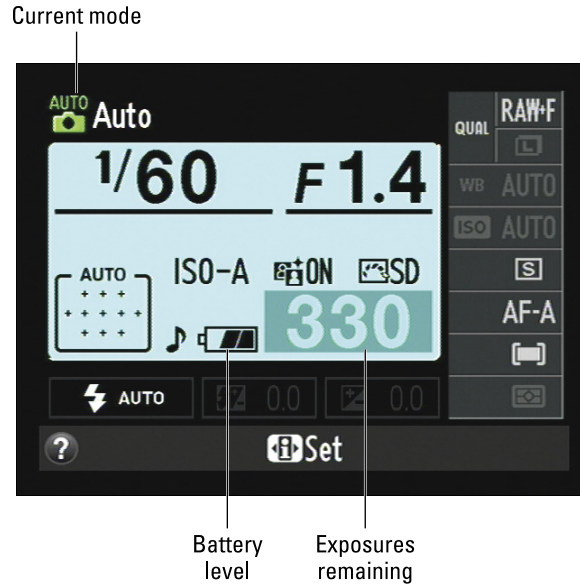 Current mode
AUTO Auto
QUAL RAW+F
L
1/60 F1.4
WB AUTO
ISO AUTO
AUTO ISO-A ON SD
S
AF-A
330
AUTO 0.0 0.0
? i Set
Battery level
Exposures remaining